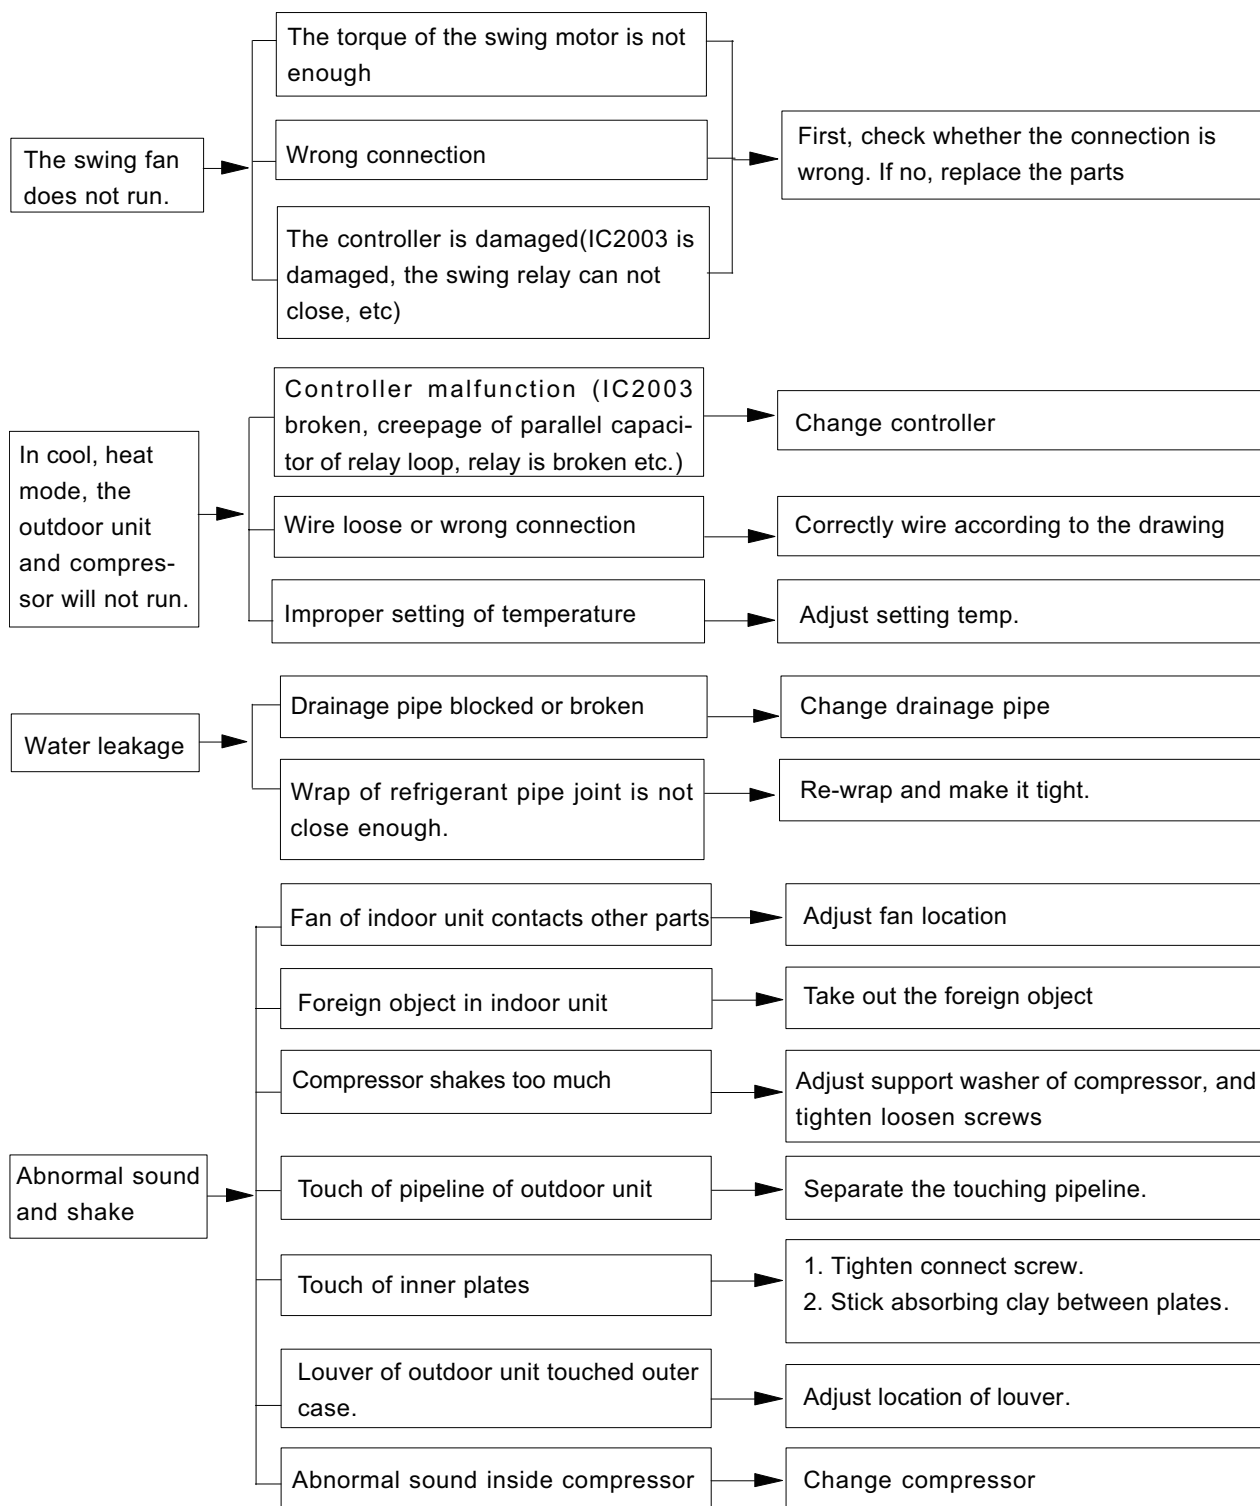 The torque of the swing motor is not
enough
The swing fan
does not run.
Wrong connection
First, check whether the connection is
wrong. If no, replace the parts
The controller is damaged(IC2003 is
damaged, the swing relay can not
close, etc)
In cool, heat
mode, the
outdoor unit
and compres-
sor will not run.
Controller malfunction (IC2003
broken, creepage of parallel capaci-
tor of relay loop, relay is broken etc.)
Change controller
Wire loose or wrong connection
Correctly wire according to the drawing
Improper setting of temperature
Adjust setting temp.
Water leakage
Drainage pipe blocked or broken
Change drainage pipe
Wrap of refrigerant pipe joint is not
close enough.
Re-wrap and make it tight.
Abnormal sound
and shake
Fan of indoor unit contacts other parts
Adjust fan location
Foreign object in indoor unit
Take out the foreign object
Compressor shakes too much
Adjust support washer of compressor, and
tighten loosen screws
Touch of pipeline of outdoor unit
Separate the touching pipeline.
Touch of inner plates
1. Tighten connect screw.
2. Stick absorbing clay between plates.
Louver of outdoor unit touched outer
case.
Adjust location of louver.
Abnormal sound inside compressor
Change compressor